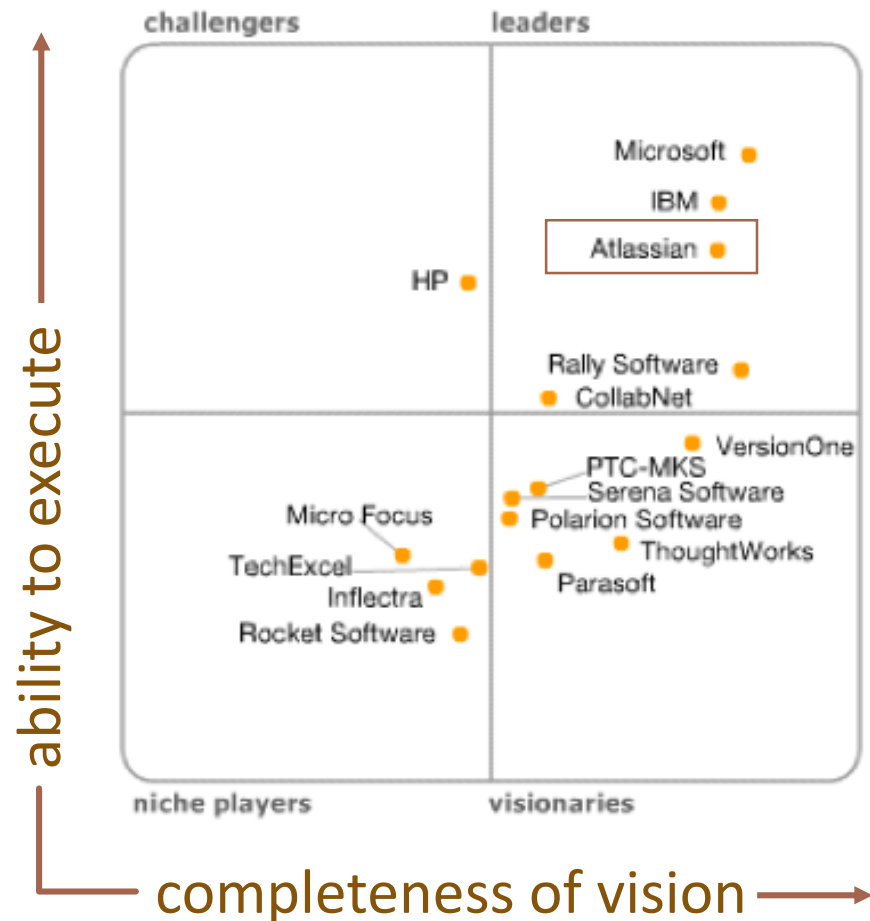 challengers
leaders
Microsoft
IBM
Atlassian
HP
Rally Software
CollabNet
VersionOne
PTC-MKS
Serena Software
Micro Focus
Polarion Software
ThoughtWorks
TechExcel
Parasoft
Inflectra
Rocket Software
niche players
visionaries
ability to execute
completeness of vision